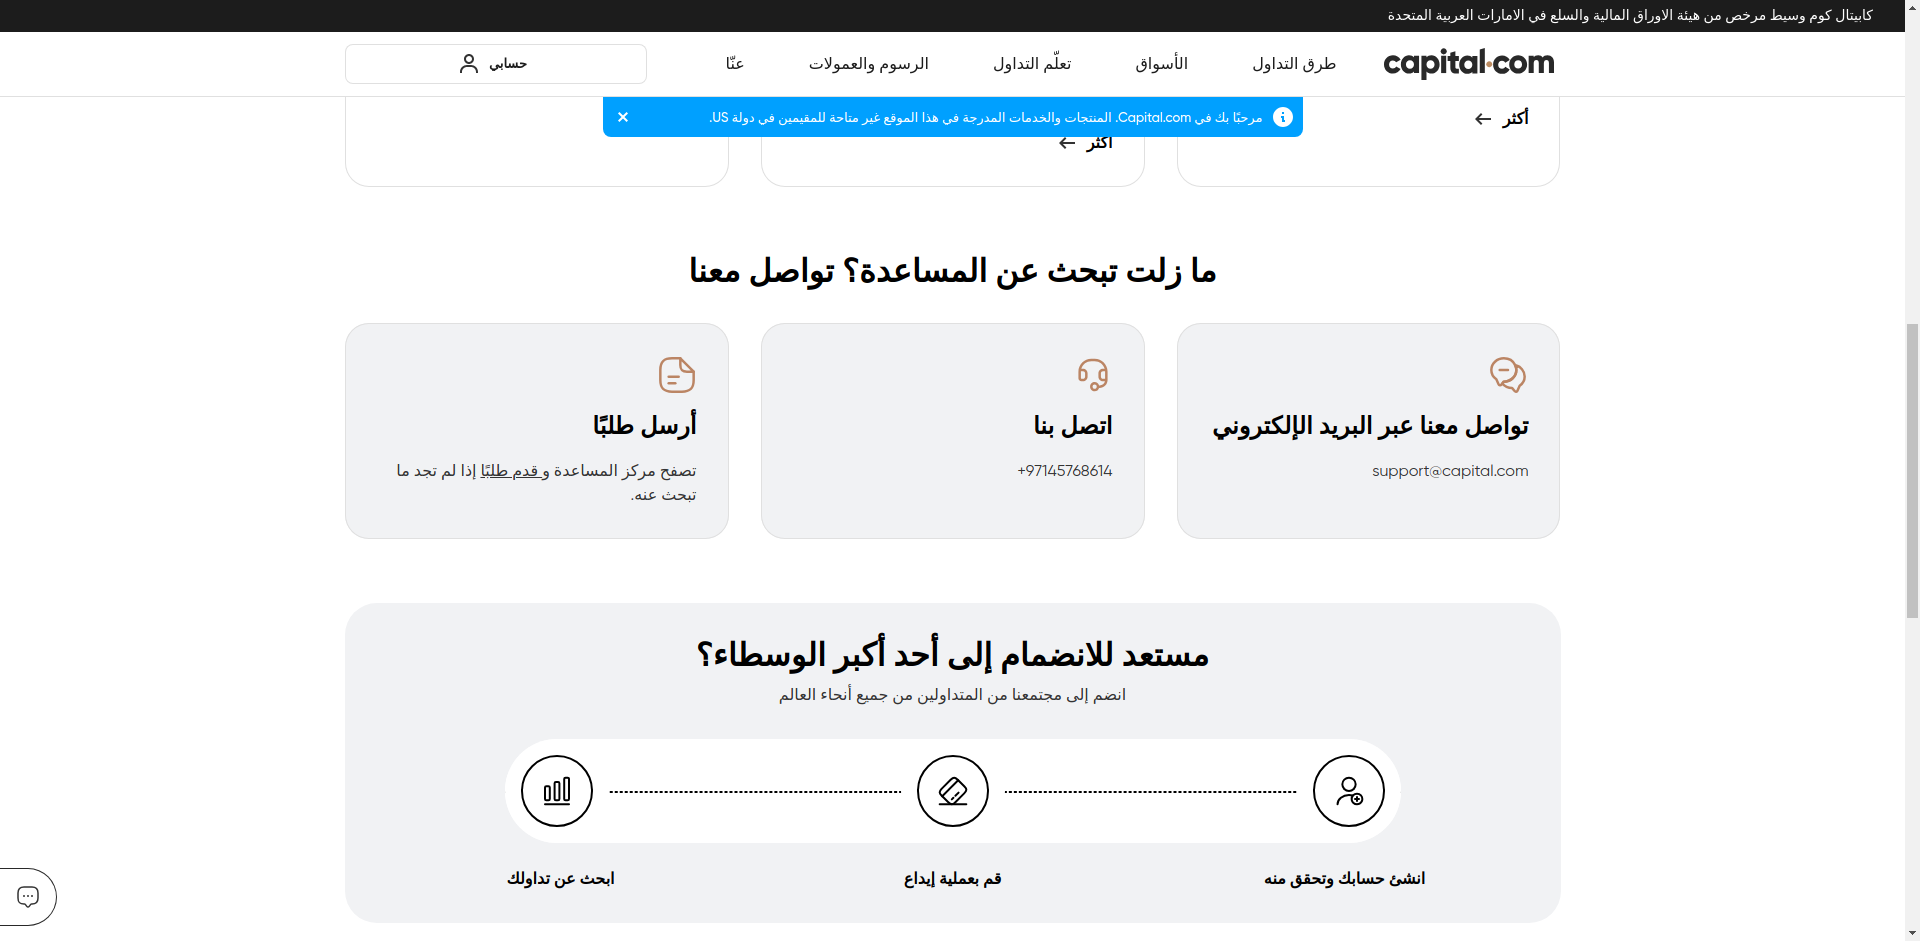 كابيتال كوم وسيط مرخص من هيئة الاوراق المالية والسلع في الامارات العربية المتحدة
capital.com
طرق التداول
الأسواق
تعلّم التداول
الرسوم والعمولات
عنّا
حسابي
مرحبًا بك في Capital.com. المنتجات والخدمات المدرجة في هذا الموقع غير متاحة للمقيمين في دولة US.
أكثر
أكثر
ما زلت تبحث عن المساعدة؟ تواصل معنا
تواصل معنا عبر البريد الإلكتروني
support@capital.com
اتصل بنا
+97145768614
أرسل طلبًا
تصفح مركز المساعدة و قدم طلبًا إذا لم تجد ما
تبحث عنه.
مستعد للانضمام إلى أحد أكبر الوسطاء؟
انضم إلى مجتمعنا من المتداولين من جميع أنحاء العالم
انشئ حسابك وتحقق منه
قم بعملية إيداع
ابحث عن تداولك